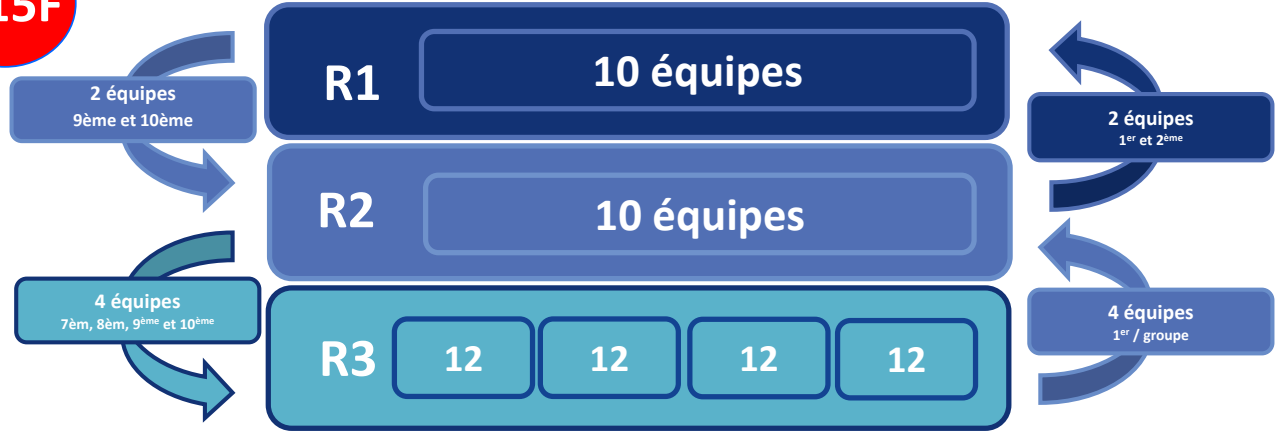 15F
R1
10 équipes
2 équipes
9ème et 10ème
2 équipes
1er et 2ème
R2
10 équipes
4 équipes
7èm, 8èm, 9ème et 10ème
4 équipes
1er / groupe
R3
12
12
12
12